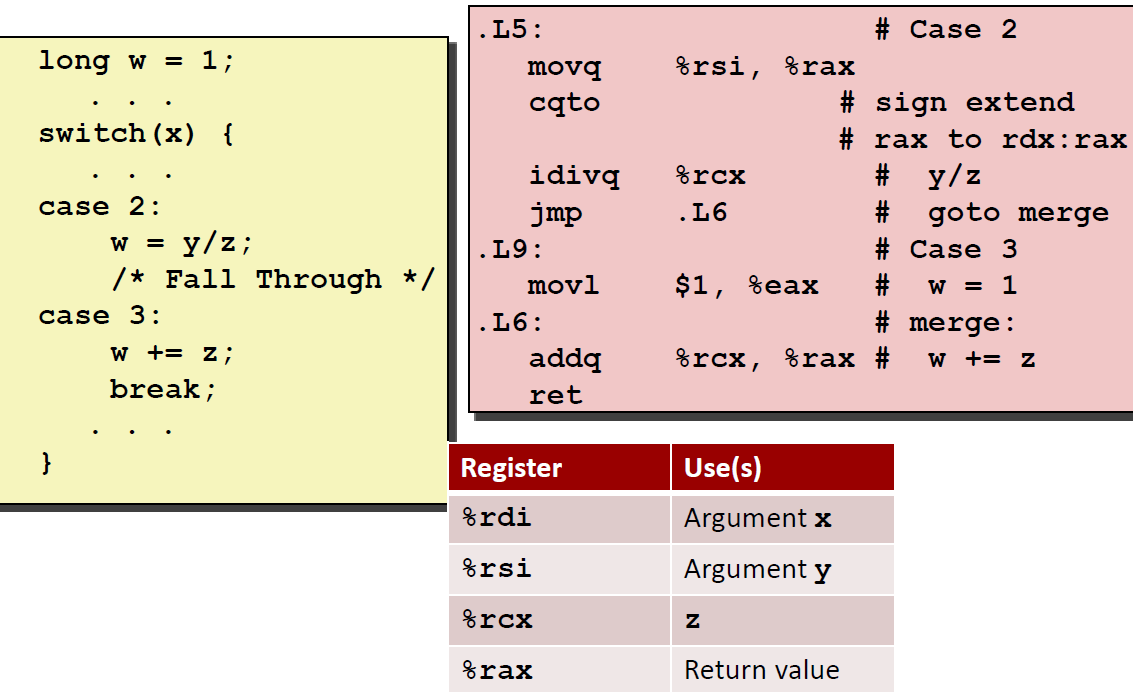 long w = 1;
. . .
switch(x) {
. . .
case 2:
w = y/z;
/* Fall Through */
case 3:
w += z;
break;
. . .
}
.L5: # Case 2
movq %rsi, %rax
cqto # sign extend
# rax to rdx:rax
idivq %rcx # y/z
jmp .L6 # goto merge
.L9: # Case 3
movl $1, %eax # w = 1
.L6: # merge:
addq %rcx, %rax # w += z
ret
Register Use(s)
%rdi Argument x
%rsi Argument y
%rcx z
%rax Return value